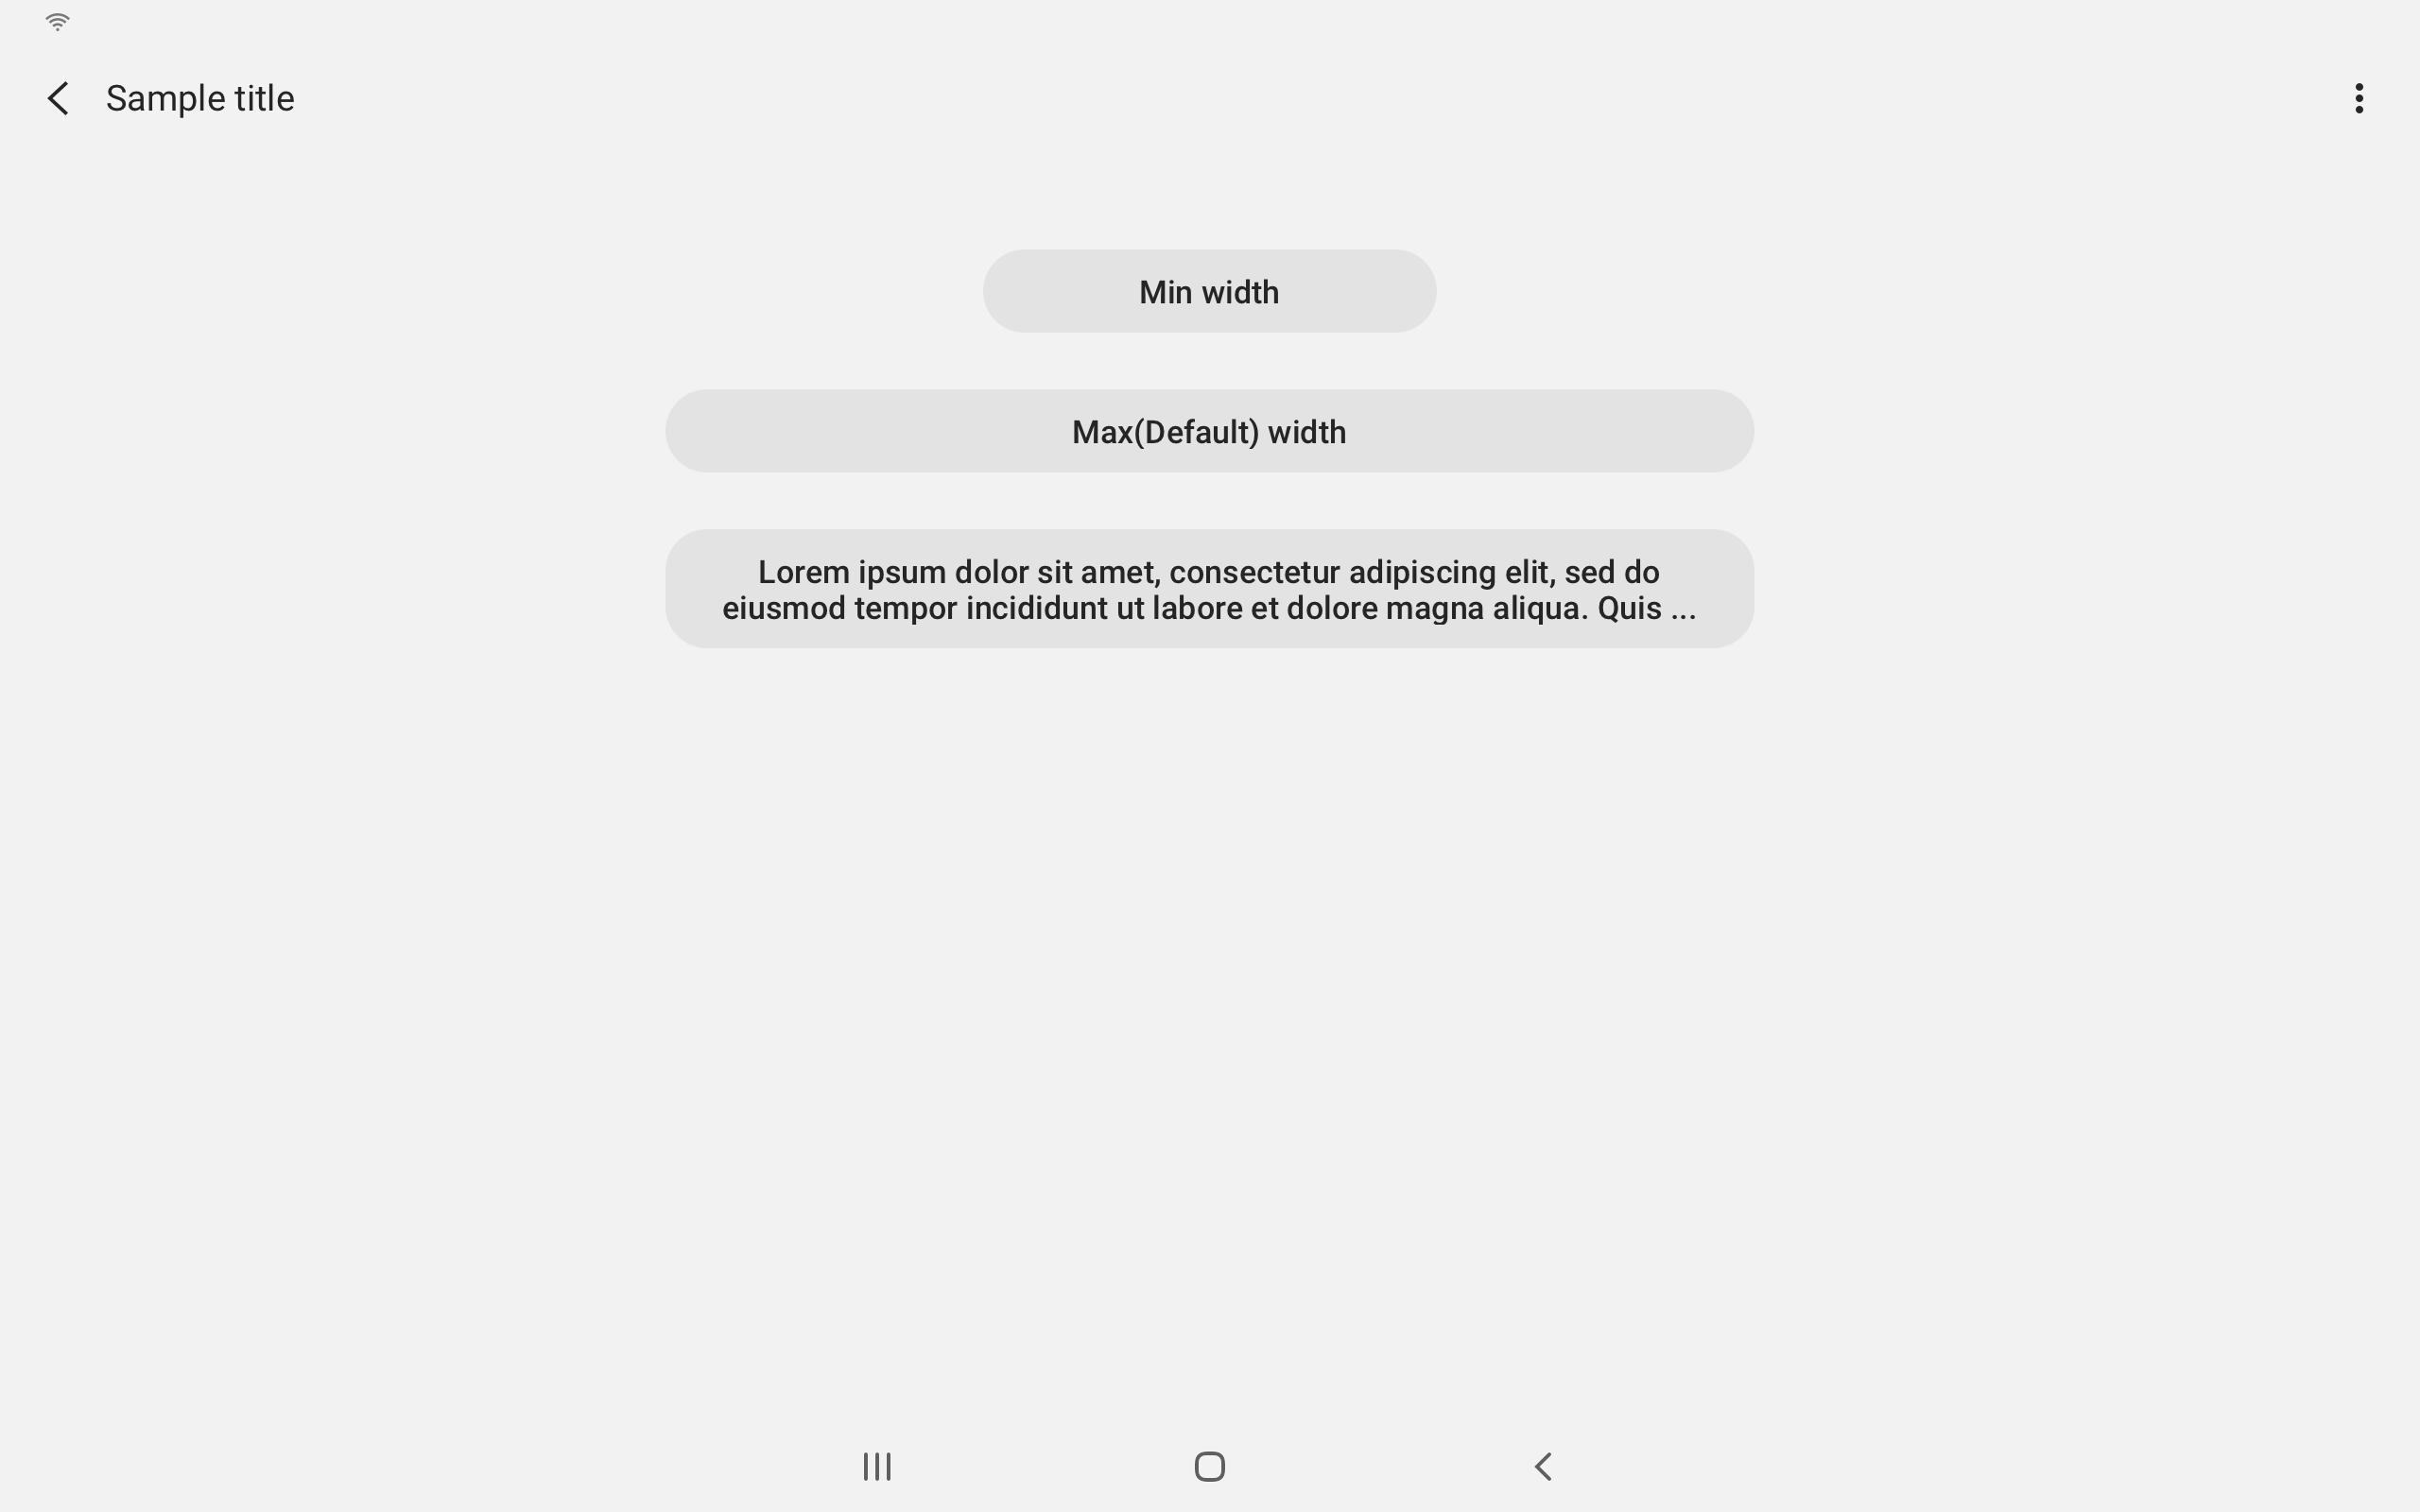 Sample title
Min width
Max(Default) width
Lorem ipsum dolor sit amet, consectetur adipiscing elit, sed do
eiusmod tempor incididunt ut labore et dolore magna aliqua. Quis ...